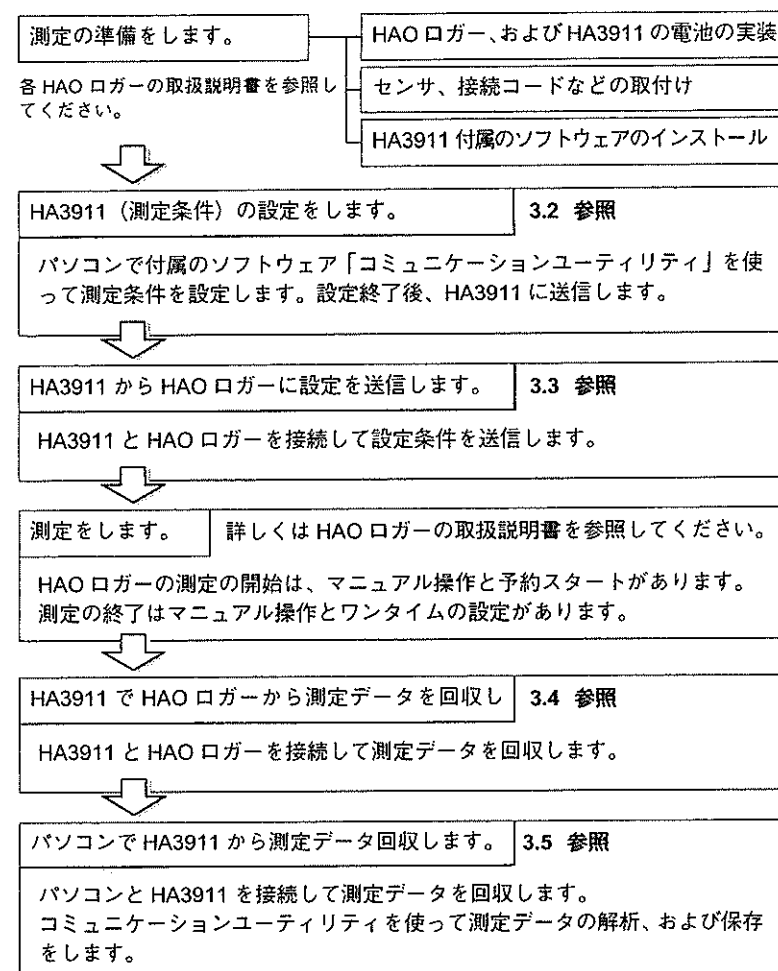 測定の準備をします。
HAO ロガー、および HA3911 の電池の実装
各 HAO ロガーの取扱説明書を参照し
てください。
センサ、接続コードなどの取付け
HA3911 付属のソフトウェアのインストール
HA3911（測定条件）の設定をします。
3.2 参照
パソコンで付属のソフトウェア「コミュニケーションユーティリティ」を使
って測定条件を設定します。設定終了後、HA3911 に送信します。
HA3911 から HAO ロガーに設定を送信します。
3.3 参照
HA3911 と HAO ロガーを接続して設定条件を送信します。
測定をします。
詳しくは HAO ロガーの取扱説明書を参照してください。
HAO ロガーの測定の開始は、マニュアル操作と予約スタートがあります。
測定の終了はマニュアル操作とワンタイムの設定があります。
HA3911 で HAO ロガーから測定データを回収し
3.4 参照
HA3911 と HAO ロガーを接続して測定データを回収します。
パソコンで HA3911 から測定データ回収します。
3.5 参照
パソコンと HA3911 を接続して測定データを回収します。
コミュニケーションユーティリティを使って測定データの解析、および保存
をします。